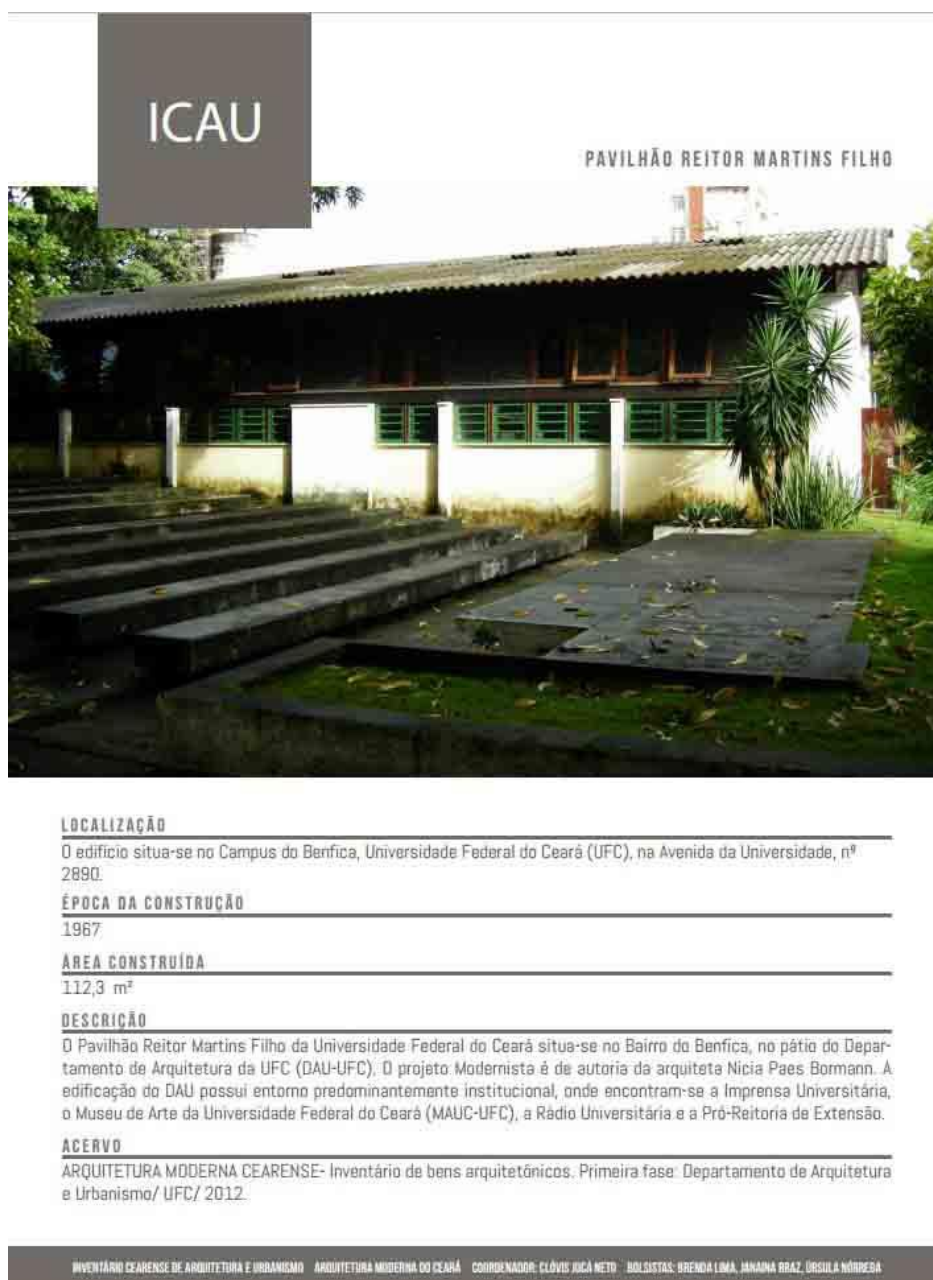 ICAU
PAVILHÃO REITOR MARTINS FILHO
LOCALIZAÇÃO
O edifício situa-se no Campus do Benfica, Universidade Federal do Ceará (UFC), na Avenida da Universidade, nº
2890.
ÉPOCA DA CONSTRUÇÃO
1967
ÁREA CONSTRUÍDA
112,3 m²
DESCRIÇÃO
O Pavilhão Reitor Martins Filho da Universidade Federal do Ceará situa-se no Bairro do Benfica, no pátio do Depar-
tamento de Arquitetura da UFC (DAU-UFC). O projeto Modernista é de autoria da arquiteta Nícia Paes Bormann. A
edificação do DAU possui entorno predominantemente institucional, onde encontram-se a Imprensa Universitária,
o Museu de Arte da Universidade Federal do Ceará (MAUC-UFC), a Rádio Universitária e a Pró-Reitoria de Extensão.
ACERVO
ARQUITETURA MODERNA CEARENSE- Inventário de bens arquitetônicos. Primeira fase: Departamento de Arquitetura
e Urbanismo/ UFC/ 2012.
INVENTÁRIO CEARENSE DE ARQUITETURA E URBANISMO ARQUITETURA MODERNA DO CEARÁ COORDENADOR: CLÓVIS JUCÁ NETO BOLSISTAS: BRENDA LIMA, JANAINA RRAZ, ÚRSULA NÓRREGA